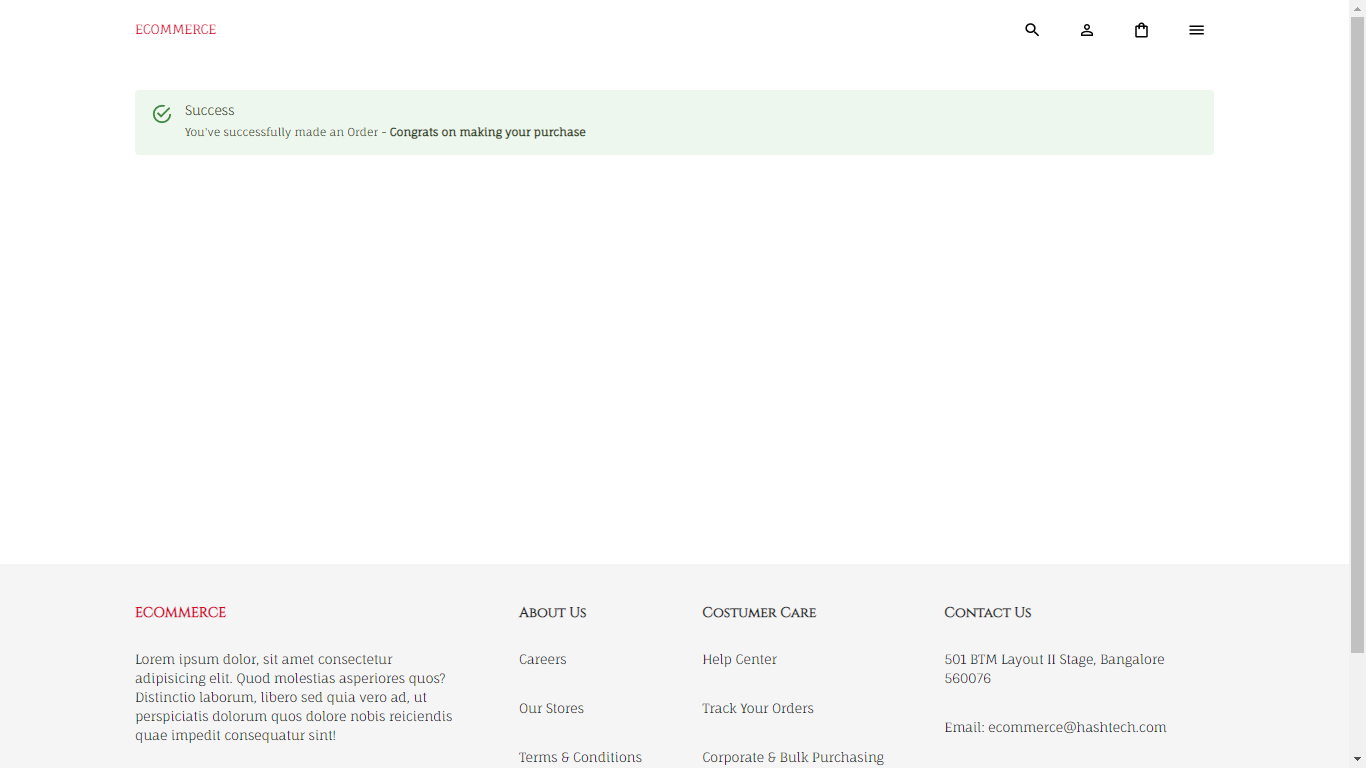 ECOMMERCE
Success
You've successfully made an Order - Congrats on making your purchase
ECOMMERCE
Lorem ipsum dolor, sit amet consectetur
adipisicing elit. Quod molestias asperiores quos?
Distinctio laborum, libero sed quia vero ad, ut
perspiciatis dolorum quos dolore nobis reiciendis
quae impedit consequatur sint!
About Us
Careers
Our Stores
Terms & Conditions
Costumer Care
Help Center
Track Your Orders
Corporate & Bulk Purchasing
Contact Us
501 BTM Layout II Stage, Bangalore
560076
Email: ecommerce@hashtech.com